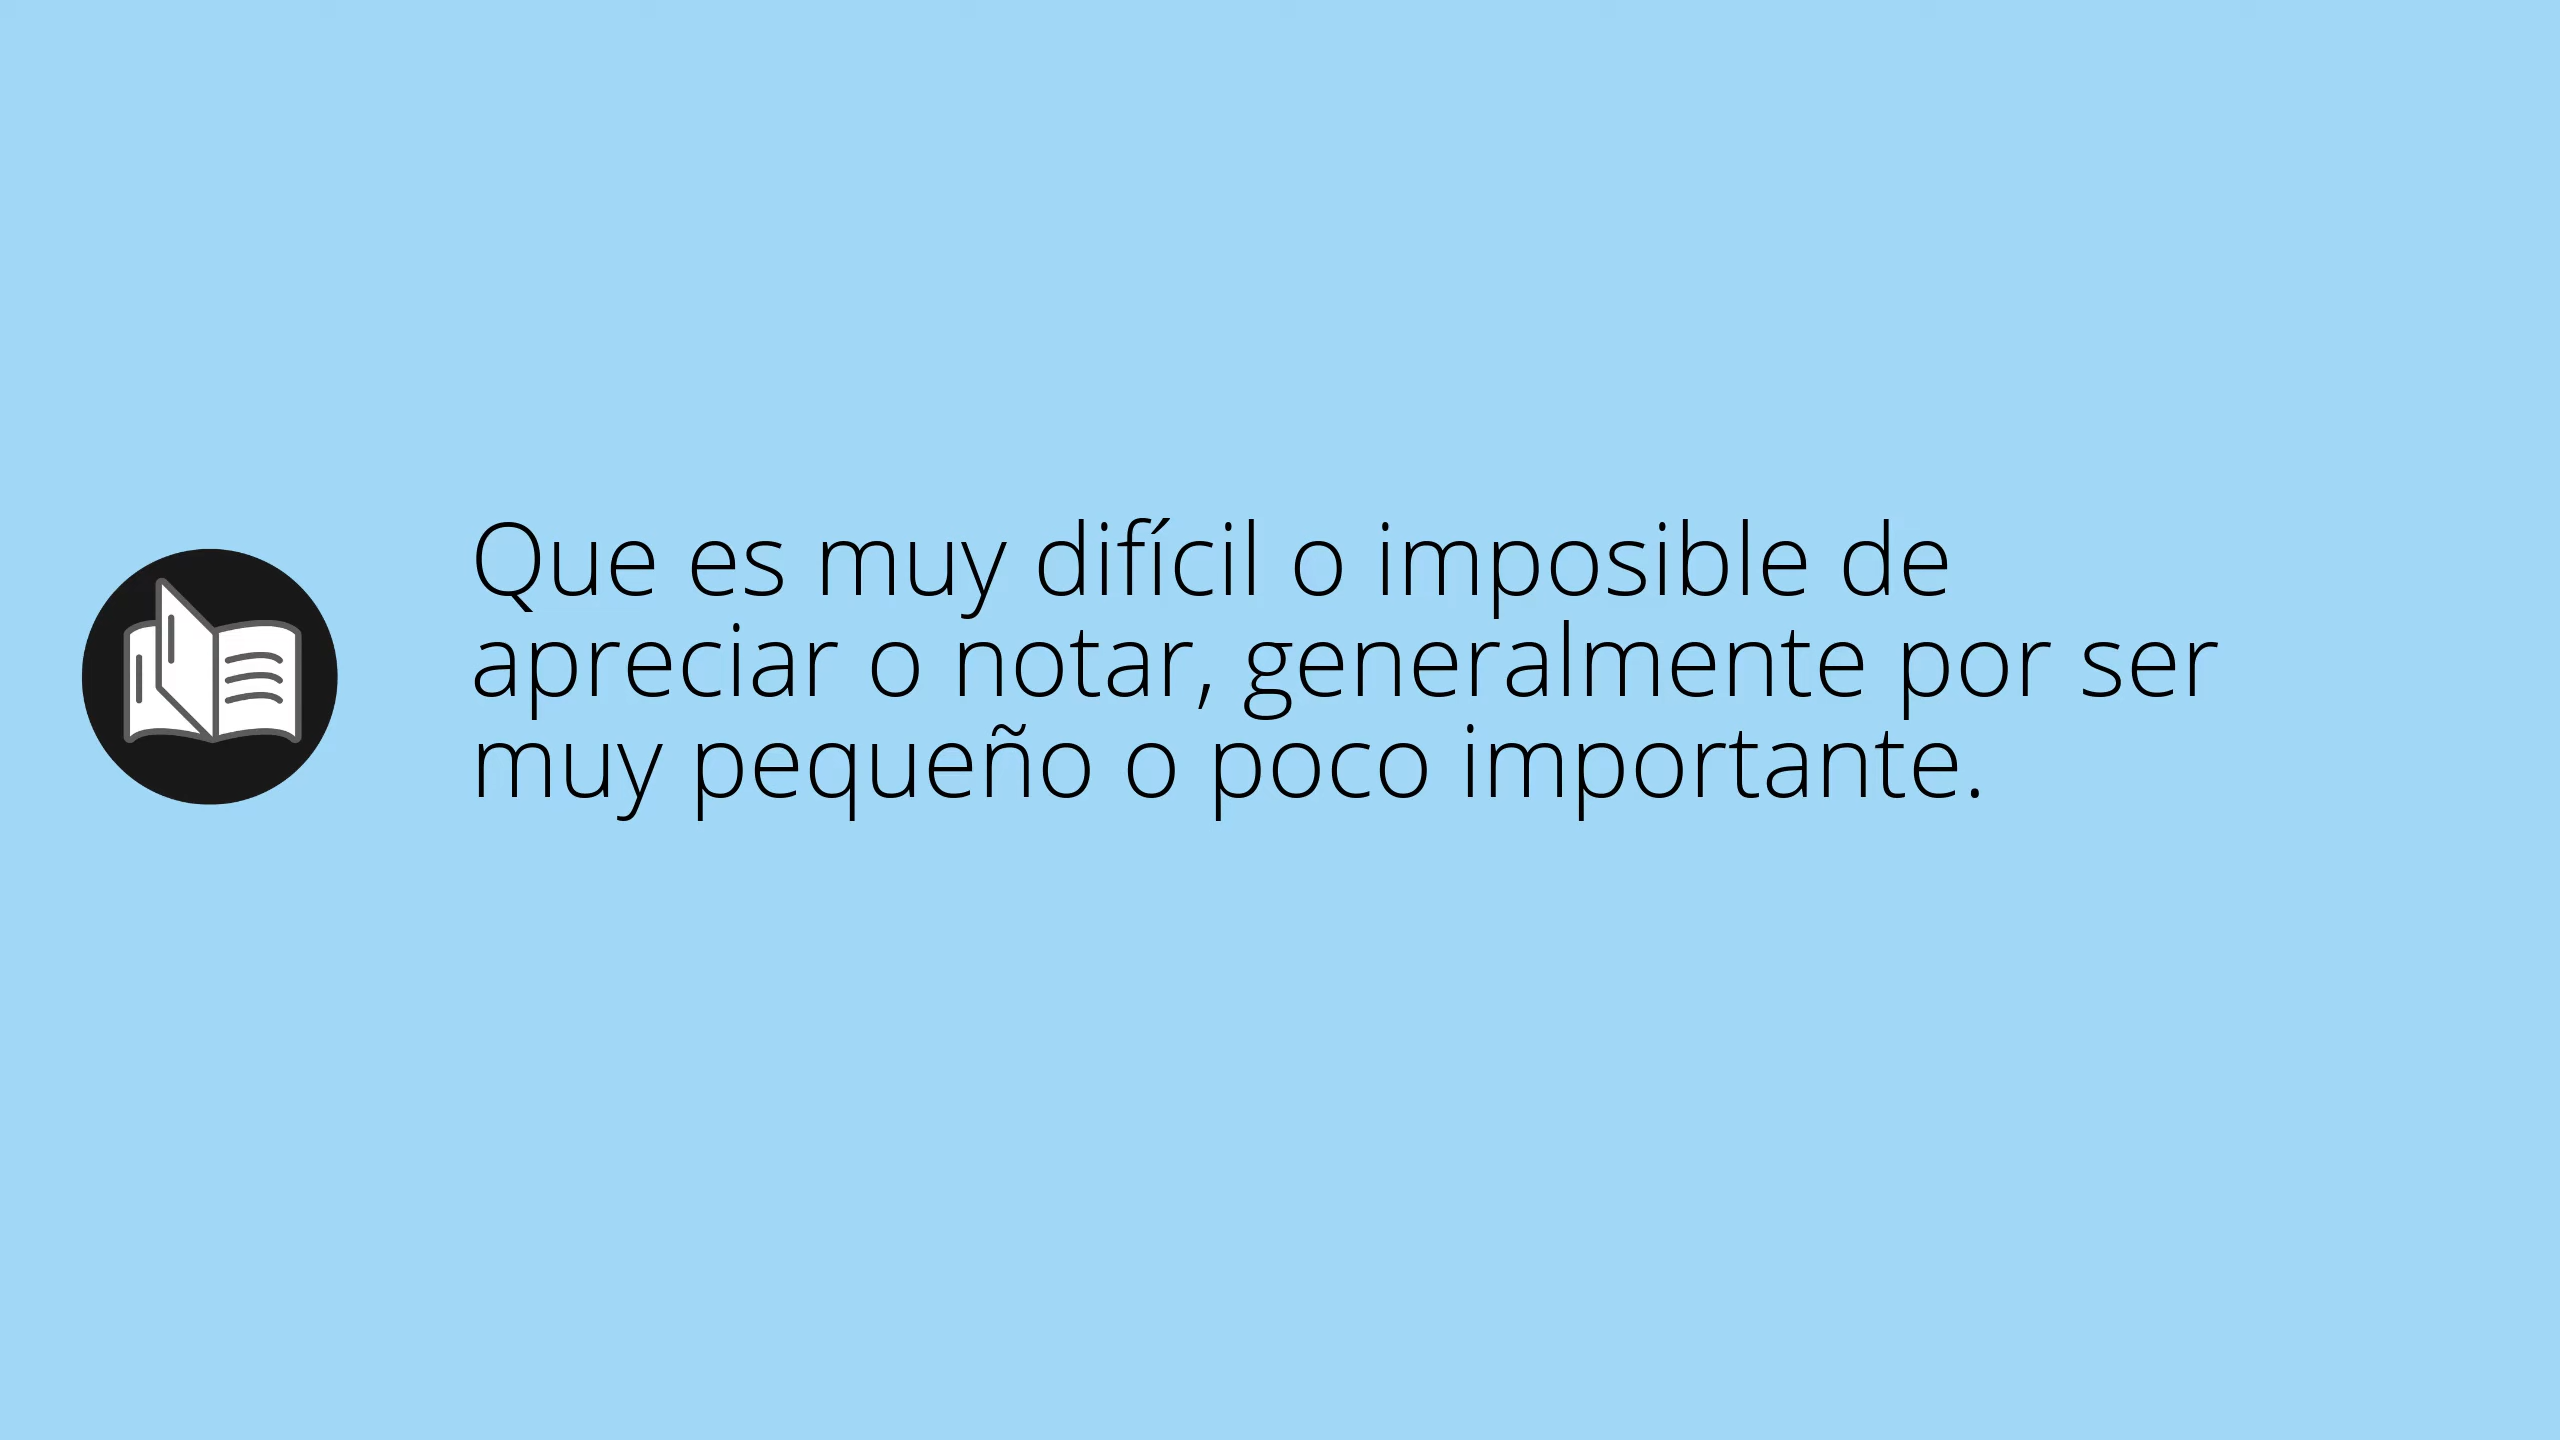 Que es muy difícil o imposible de
apreciar o notar, generalmente por ser
muy pequeño o poco importante.